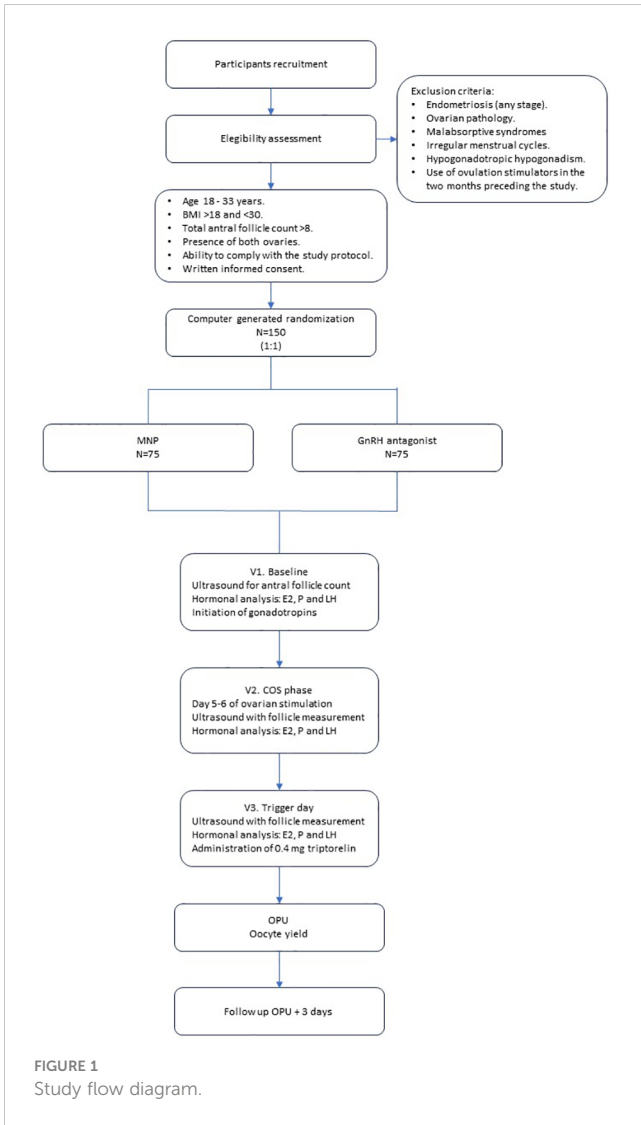 Participants recruitment
Elegibility assessment
Exclusion criteria:
• Endometriosis (any stage).
• Ovarian pathology.
• Malabsorptive syndromes
• Irregular menstrual cycles.
• Hypogonadotropic hypogonadism.
• Use of ovulation stimulators in the
two months preceding the study.
• Age 18 - 33 years.
• BMI >18 and <30.
• Total antral follicle count >8.
• Presence of both ovaries.
• Ability to comply with the study protocol.
• Written informed consent.
Computer generated randomization
N=150
(1:1)
MNP
N=75
GnRH antagonist
N=75
V1. Baseline
Ultrasound for antral follicle count
Hormonal analysis: E2, P and LH
Initiation of gonadotropins
V2. COS phase
Day 5-6 of ovarian stimulation
Ultrasound with follicle measurement
Hormonal analysis: E2, P and LH
V3. Trigger day
Ultrasound with follicle measurement
Hormonal analysis: E2, P and LH
Administration of 0.4 mg triptorelin
OPU
Oocyte yield
Follow up OPU + 3 days
FIGURE 1
Study flow diagram.